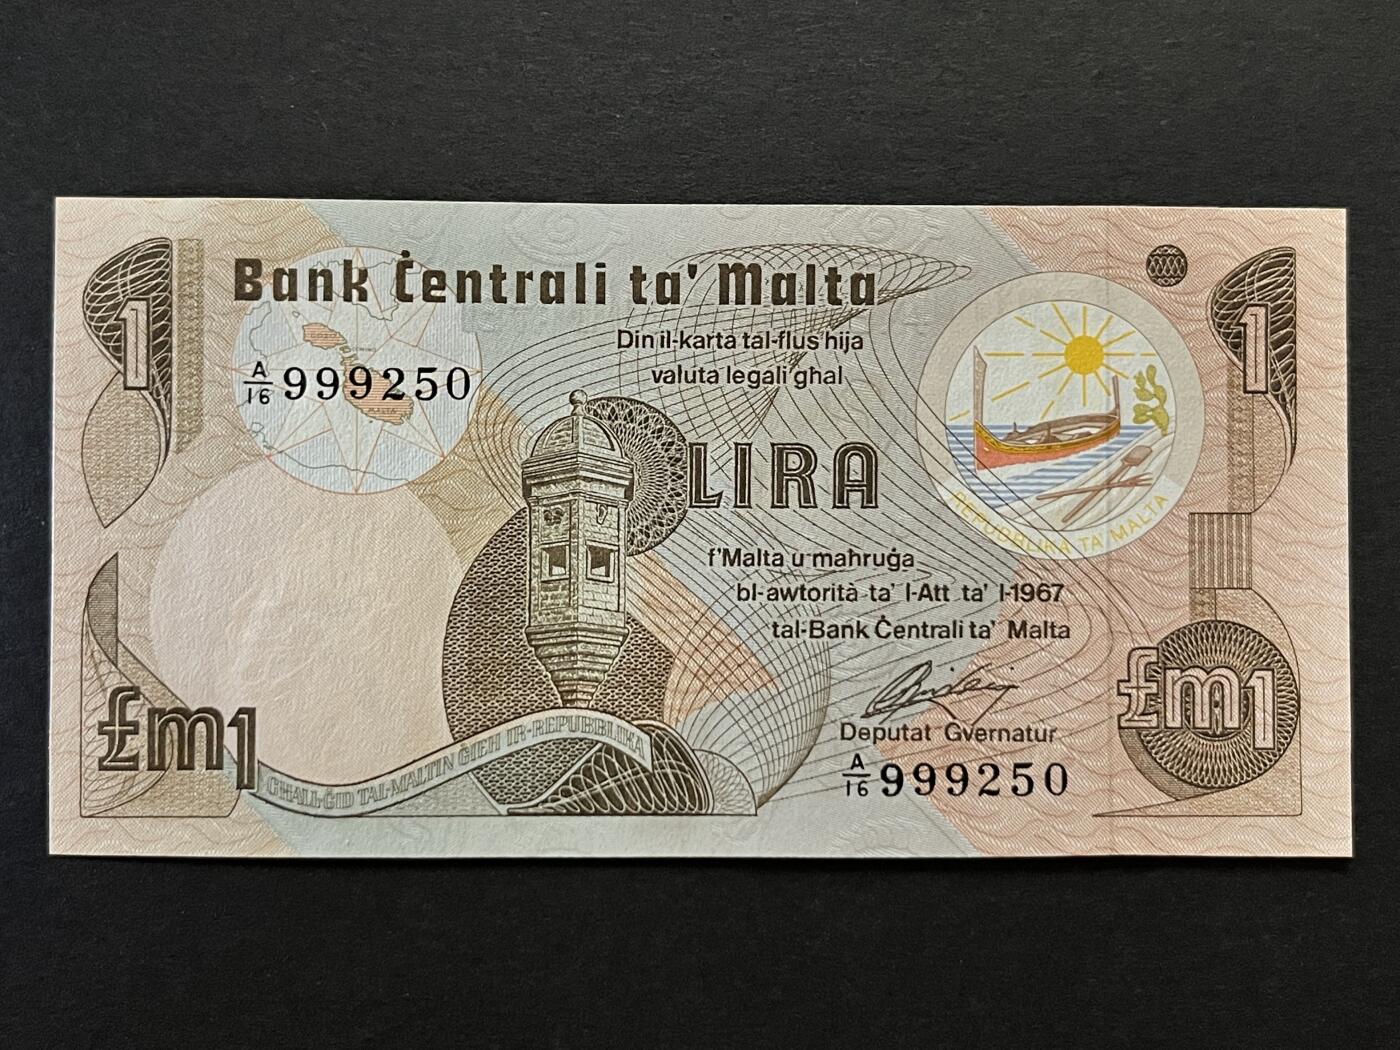 1
Bank Ċentrali ta' Malta
1
Din il-karta tal-flus hija
valuta legali għal
A/16 999250
MALTA
LIRA
REPUBBLIKA TA' MALTA
f'Malta u maħruġa
bl-awtorità ta' l-Att ta' l-1967
tal-Bank Ċentrali ta' Malta
£m1
£m1
Deputat Gvernatur
GĦALL-ĠID TAL-MALTIN ĠIEĦ IR-REPUBBLIKA
A/16 999250